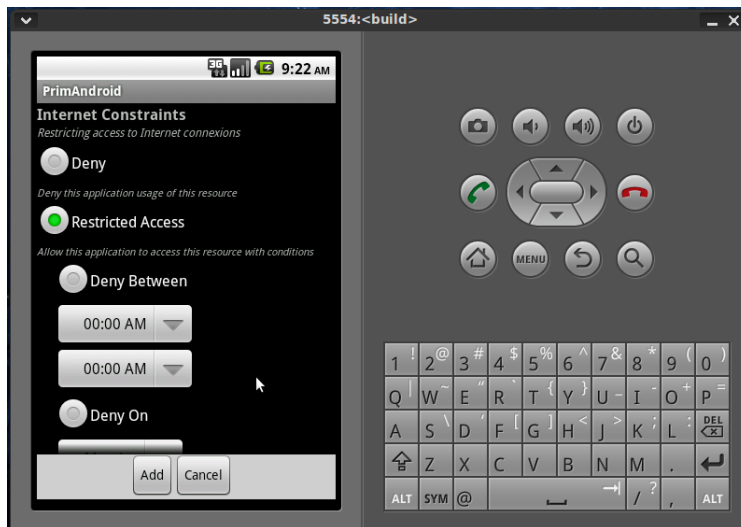 5554:<build>
3G 9:22 AM
PrimAndroid
Internet Constraints
Restricting access to Internet connexions
Deny
Deny this application usage of this resource
Restricted Access
Allow this application to access this resource with conditions
Deny Between
00:00 AM
00:00 AM
Deny On
Add Cancel
MENU
1 ! 2 @ 3 # 4 $ 5 % 6 ^ 7 & 8 * 9 ( 0 )
Q | W ~ E " R ` T { Y } U _ I - O + P =
A S \ D ' F [ G ] H < J > K ; L : DEL
Z X C V B N M .
ALT SYM @ / ? , ALT